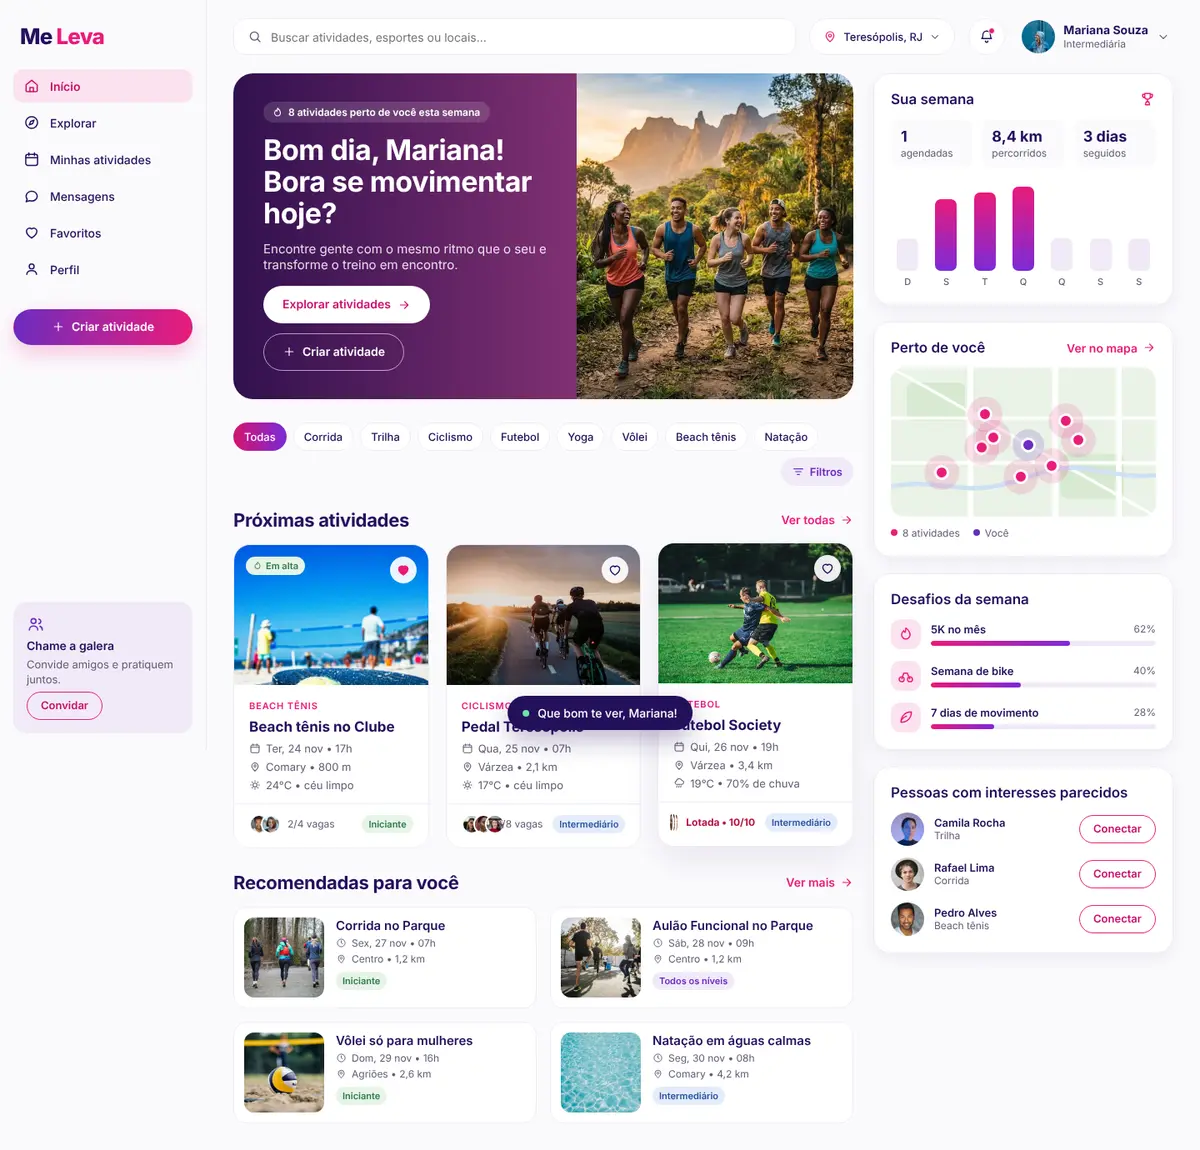 Me Leva
Início
Explorar
Minhas atividades
Mensagens
Favoritos
Perfil
Criar atividade
Chame a galera
Convide amigos e pratiquem
juntos.
Convidar
Buscar atividades, esportes ou locais...
Teresópolis, RJ
Mariana Souza
Intermediária
8 atividades perto de você esta semana
Bom dia, Mariana!
Bora se movimentar
hoje?
Encontre gente com o mesmo ritmo que o seu e
transforme o treino em encontro.
Explorar atividades
Criar atividade
Todas
Corrida
Trilha
Ciclismo
Futebol
Yoga
Vôlei
Beach tênis
Natação
Filtros
Próximas atividades
Ver todas
Em alta
BEACH TÊNIS
Beach tênis no Clube
Ter, 24 nov • 17h
Comary • 800 m
24°C • céu limpo
2/4 vagas
Iniciante
CICLISMO
Pedal Teresópolis
Qua, 25 nov • 07h
Várzea • 2,1 km
17°C • céu limpo
/8 vagas
Intermediário
Que bom te ver, Mariana!
TEBOL
tebol Society
Qui, 26 nov • 19h
Várzea • 3,4 km
19°C • 70% de chuva
Lotada • 10/10
Intermediário
Recomendadas para você
Ver mais
Corrida no Parque
Sex, 27 nov • 07h
Centro • 1,2 km
Iniciante
Aulão Funcional no Parque
Sáb, 28 nov • 09h
Centro • 1,2 km
Todos os níveis
Vôlei só para mulheres
Dom, 29 nov • 16h
Agriões • 2,6 km
Iniciante
Natação em águas calmas
Seg, 30 nov • 08h
Comary • 4,2 km
Intermediário
Sua semana
1
agendadas
8,4 km
percorridos
3 dias
seguidos
D S T Q Q S S
Perto de você
Ver no mapa
8 atividades
Você
Desafios da semana
5K no mês
62%
Semana de bike
40%
7 dias de movimento
28%
Pessoas com interesses parecidos
Camila Rocha
Trilha
Conectar
Rafael Lima
Corrida
Conectar
Pedro Alves
Beach tênis
Conectar